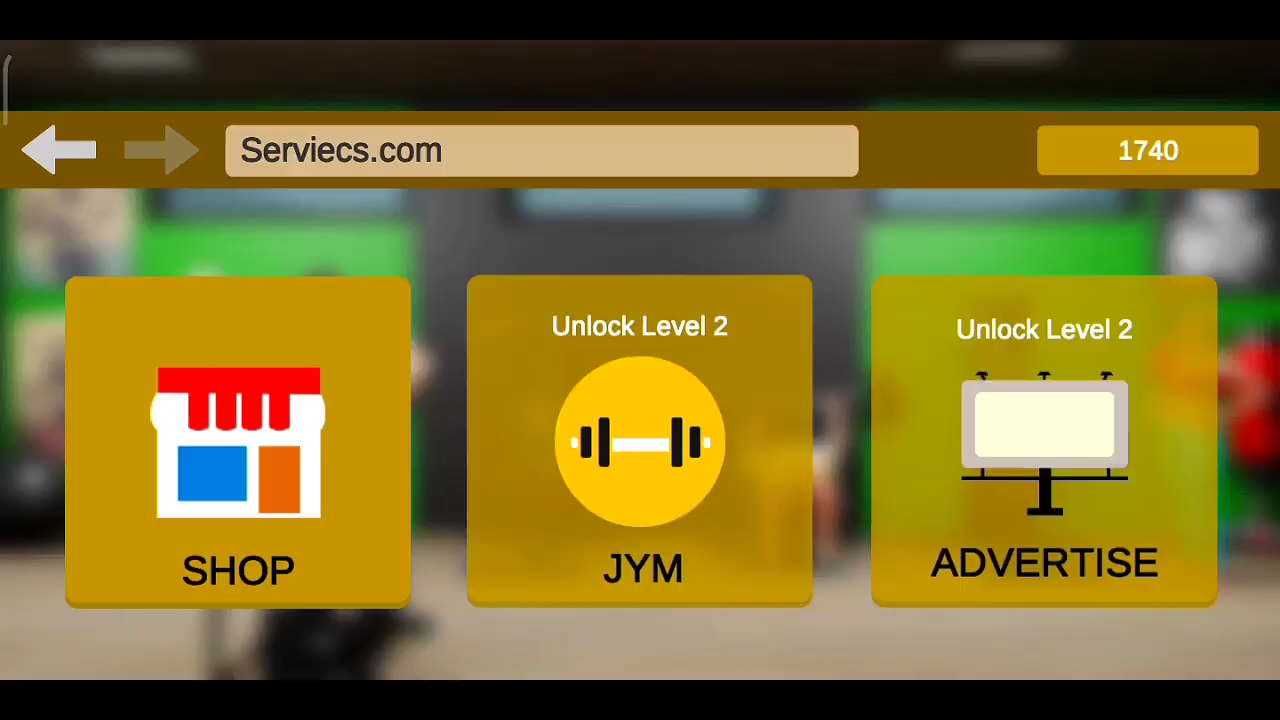 Serviecs.com
1740
SHOP
Unlock Level 2
JYM
Unlock Level 2
ADVERTISE